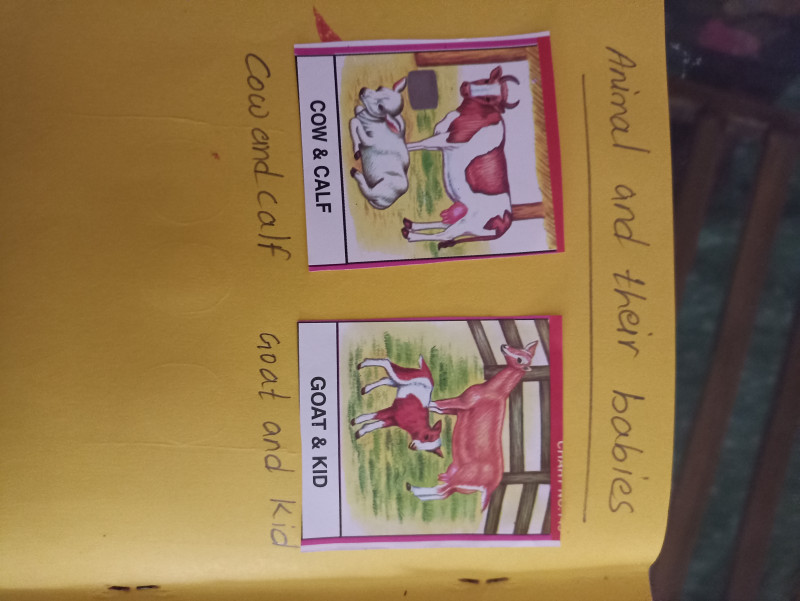 Animal and their babies
COW & CALF
GOAT & KID
Cow and calf
Goat and kid